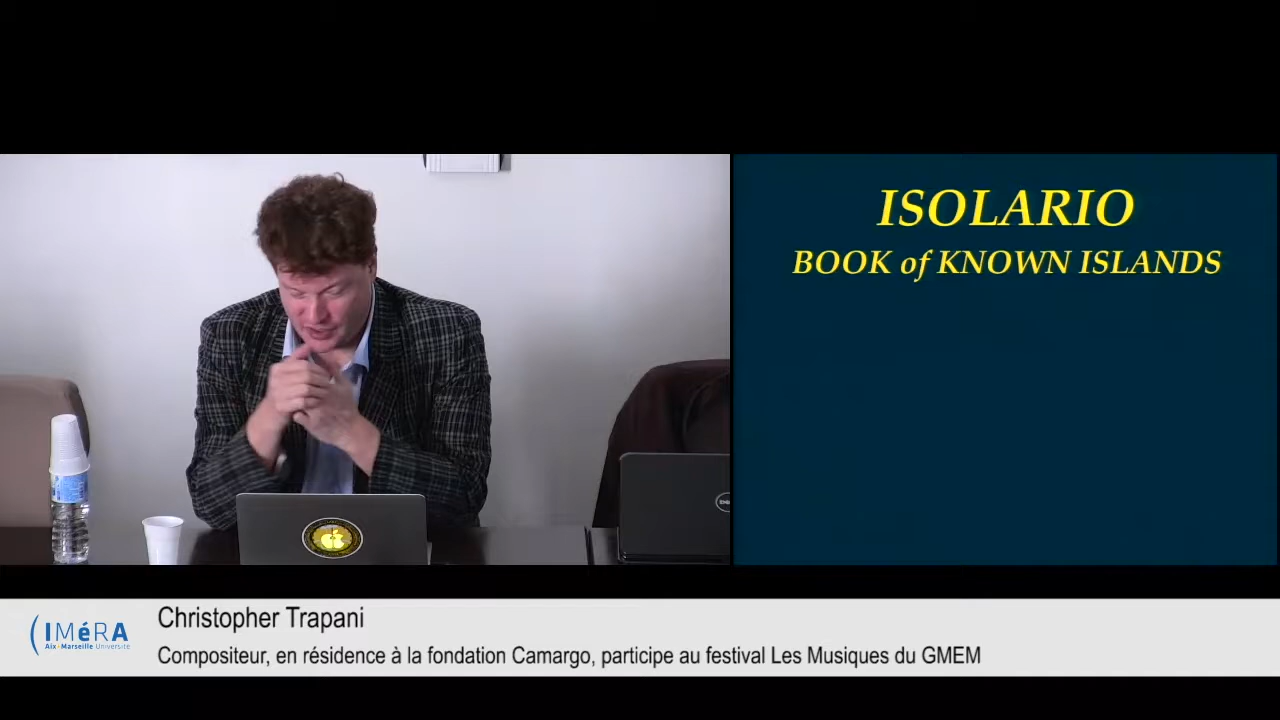 ISOLARIO
BOOK of KNOWN ISLANDS
DELL
IMéRA
Aix-Marseille Université
Christopher Trapani
Compositeur, en résidence à la fondation Camargo, participe au festival Les Musiques du GMEM